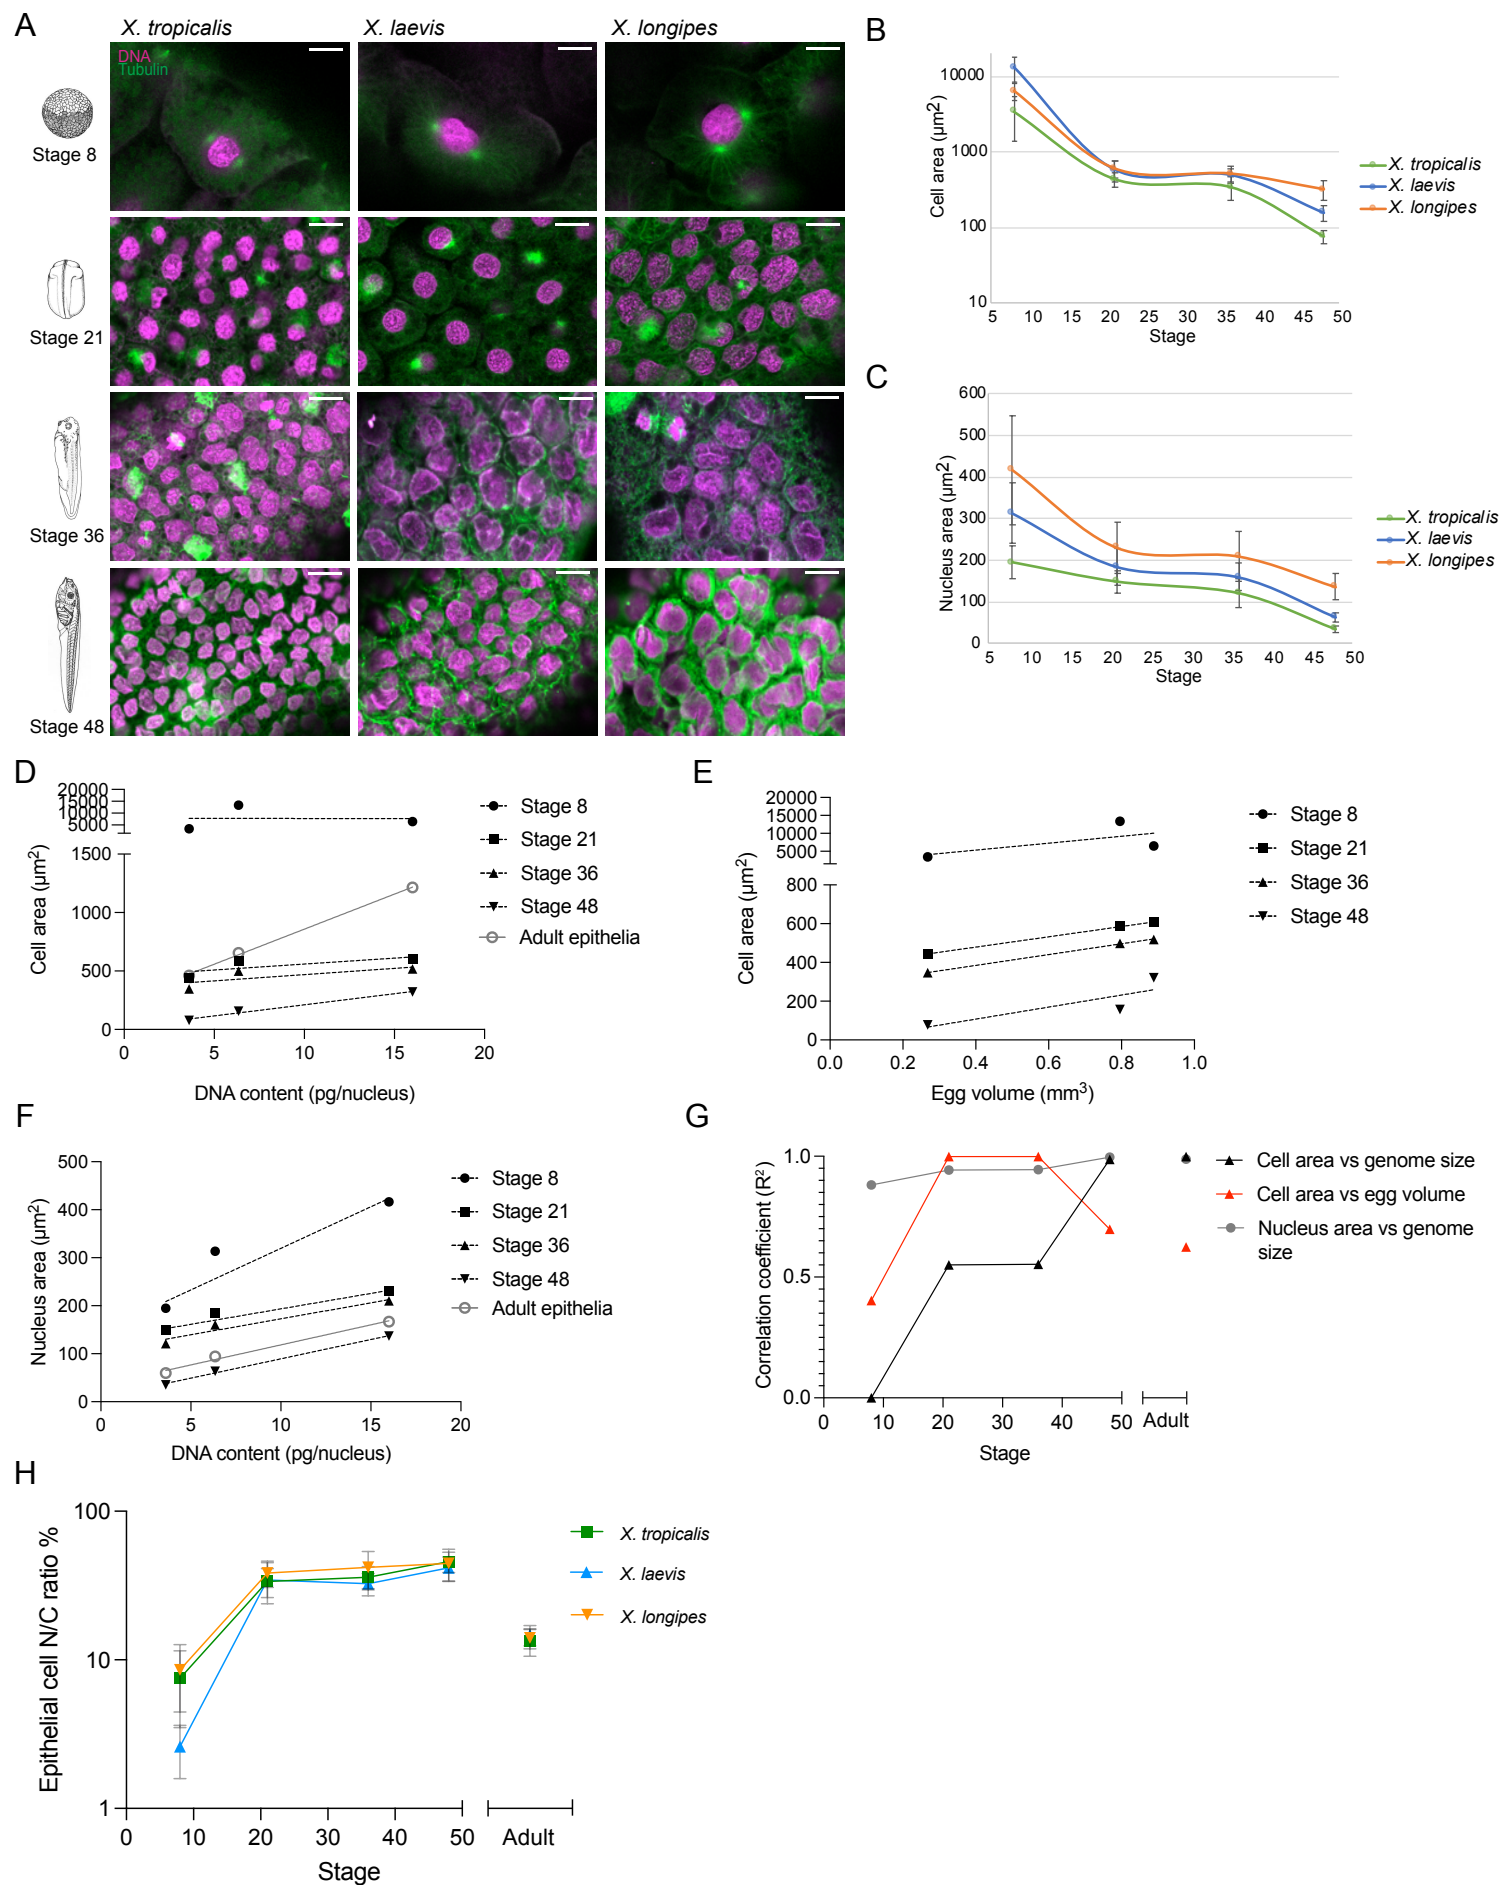 A
X. tropicalis
X. laevis
X. longipes
DNA
Tubulin
Stage 8
Stage 21
Stage 36
Stage 48
B
Cell area (µm2)
10000
1000
100
10
5 10 15 20 25 30 35 40 45 50
Stage
X. tropicalis
X. laevis
X. longipes
C
Nucleus area (µm2)
600
500
400
300
200
100
0
5 10 15 20 25 30 35 40 45 50
Stage
X. tropicalis
X. laevis
X. longipes
D
Cell area (µm2)
20000
15000
10000
5000
1500
1000
500
0
0 5 10 15 20
DNA content (pg/nucleus)
Stage 8
Stage 21
Stage 36
Stage 48
Adult epithelia
E
Cell area (µm2)
20000
15000
10000
5000
800
600
400
200
0
0.0 0.2 0.4 0.6 0.8 1.0
Egg volume (mm3)
Stage 8
Stage 21
Stage 36
Stage 48
F
Nucleus area (µm2)
500
400
300
200
100
0
0 5 10 15 20
DNA content (pg/nucleus)
Stage 8
Stage 21
Stage 36
Stage 48
Adult epithelia
G
Correlation coefficient (R2)
1.0
0.5
0.0
0 10 20 30 40 50 Adult
Stage
Cell area vs genome size
Cell area vs egg volume
Nucleus area vs genome
size
H
Epithelial cell N/C ratio %
100
10
1
0 10 20 30 40 50 Adult
Stage
X. tropicalis
X. laevis
X. longipes